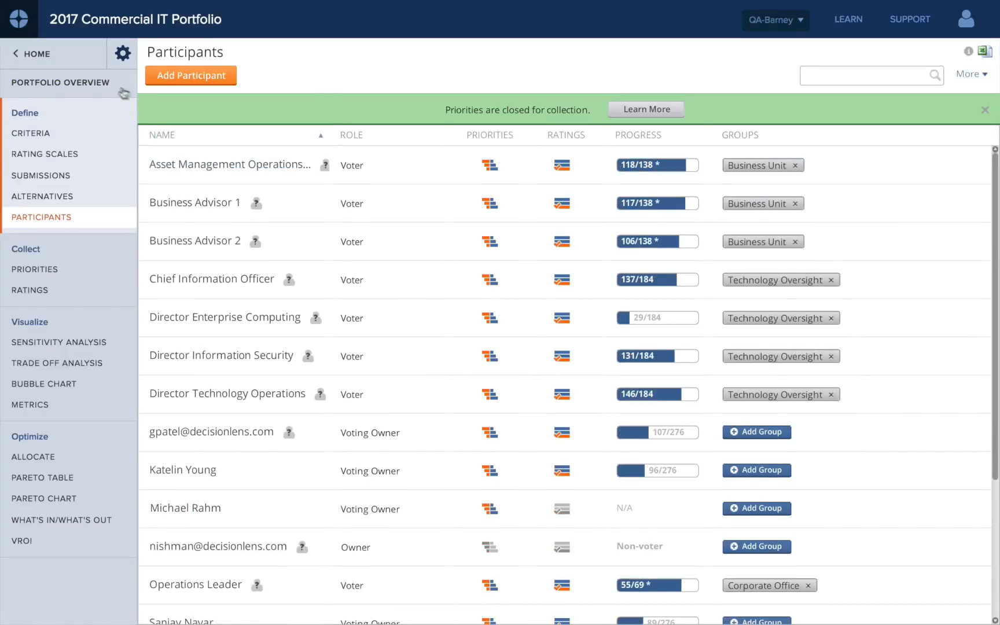 2017 Commercial IT Portfolio
QA-Barney
LEARN
SUPPORT
HOME
PORTFOLIO OVERVIEW
Define
CRITERIA
RATING SCALES
SUBMISSIONS
ALTERNATIVES
PARTICIPANTS
Collect
PRIORITIES
RATINGS
Visualize
SENSITIVITY ANALYSIS
TRADE OFF ANALYSIS
BUBBLE CHART
METRICS
Optimize
ALLOCATE
PARETO TABLE
PARETO CHART
WHAT'S IN/WHAT'S OUT
VROI
Participants
Add Participant
More
Priorities are closed for collection. Learn More
NAME ROLE PRIORITIES RATINGS PROGRESS GROUPS
Asset Management Operations... ? Voter 118/138 * Business Unit ×
Business Advisor 1 ? Voter 117/138 * Business Unit ×
Business Advisor 2 ? Voter 106/138 * Business Unit ×
Chief Information Officer ? Voter 137/184 Technology Oversight ×
Director Enterprise Computing ? Voter 29/184 Technology Oversight ×
Director Information Security ? Voter 131/184 Technology Oversight ×
Director Technology Operations ? Voter 146/184 Technology Oversight ×
gpatel@decisionlens.com ? Voting Owner 107/276 Add Group
Katelin Young Voting Owner 96/276 Add Group
Michael Rahm Voting Owner N/A Add Group
nishman@decisionlens.com ? Owner Non-voter Add Group
Operations Leader ? Voter 55/69 * Corporate Office ×
Sanjay Nayar Voting Owner 89/276 Add Group